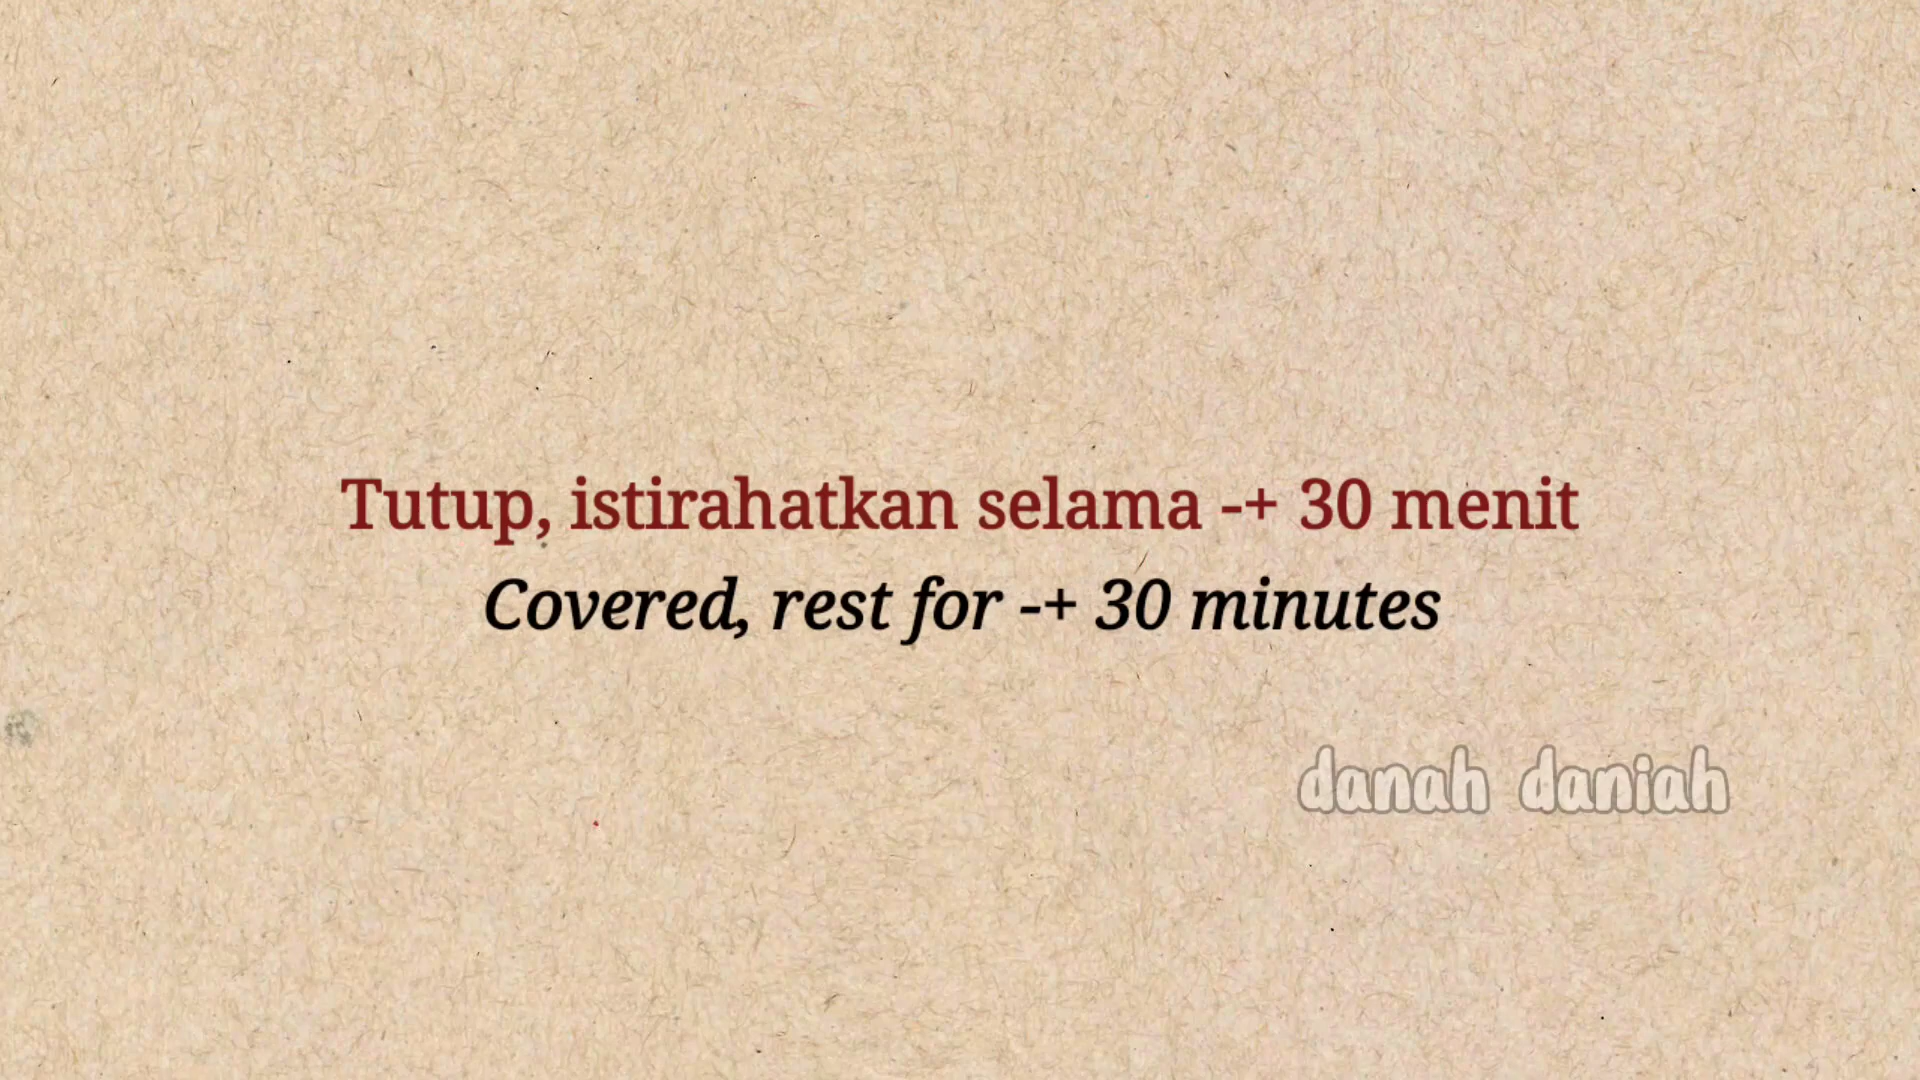 Tutup, istirahatkan selama -+ 30 menit
Covered, rest for -+ 30 minutes
danah daniah